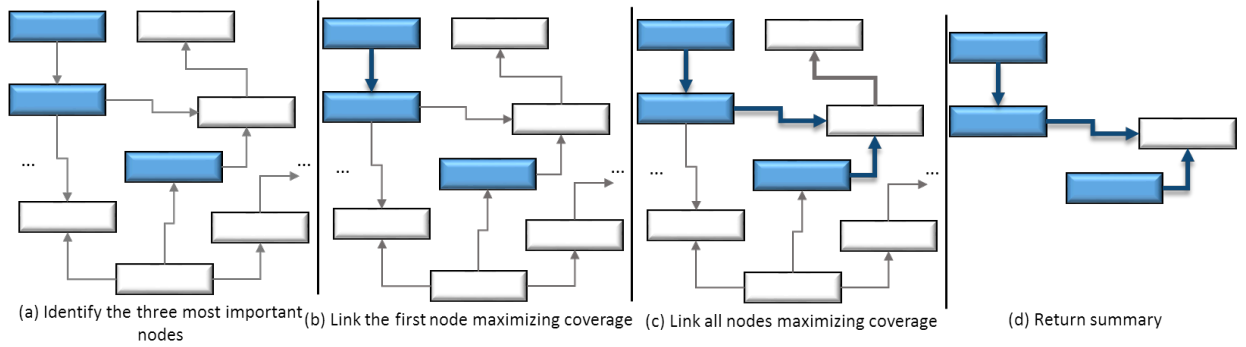 ...
...
...
...
...
...
(a) Identify the three most important
nodes
(b) Link the first node maximizing coverage
(c) Link all nodes maximizing coverage
(d) Return summary